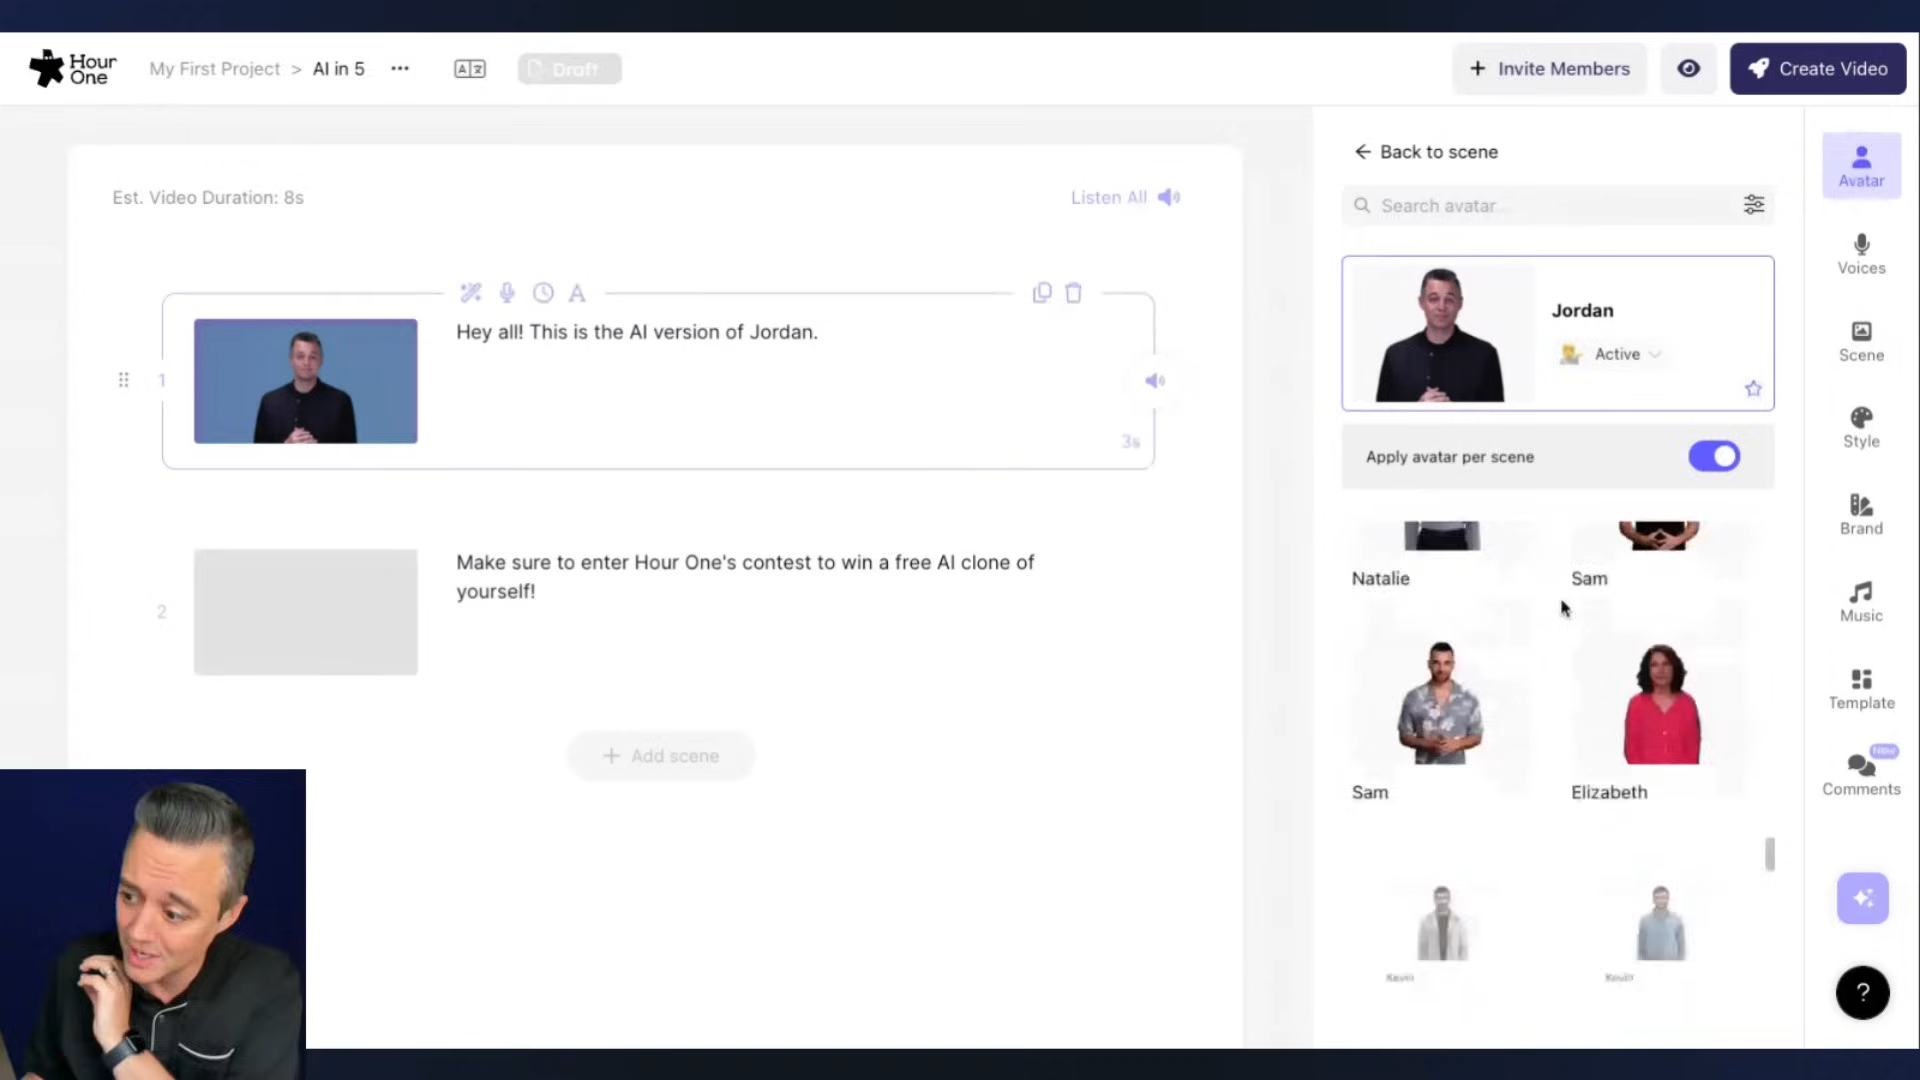 Hour One
My First Project > AI in 5 ...
Draft
+ Invite Members
Create Video
Est. Video Duration: 8s
Listen All
1
Hey all! This is the AI version of Jordan.
3s
2
Make sure to enter Hour One's contest to win a free AI clone of
yourself!
+ Add scene
Back to scene
Search avatar...
Jordan
Active
Apply avatar per scene
Natalie
Sam
Sam
Elizabeth
Kevin
Kevin
Avatar
Voices
Scene
Style
Brand
Music
Template
New
Comments
?